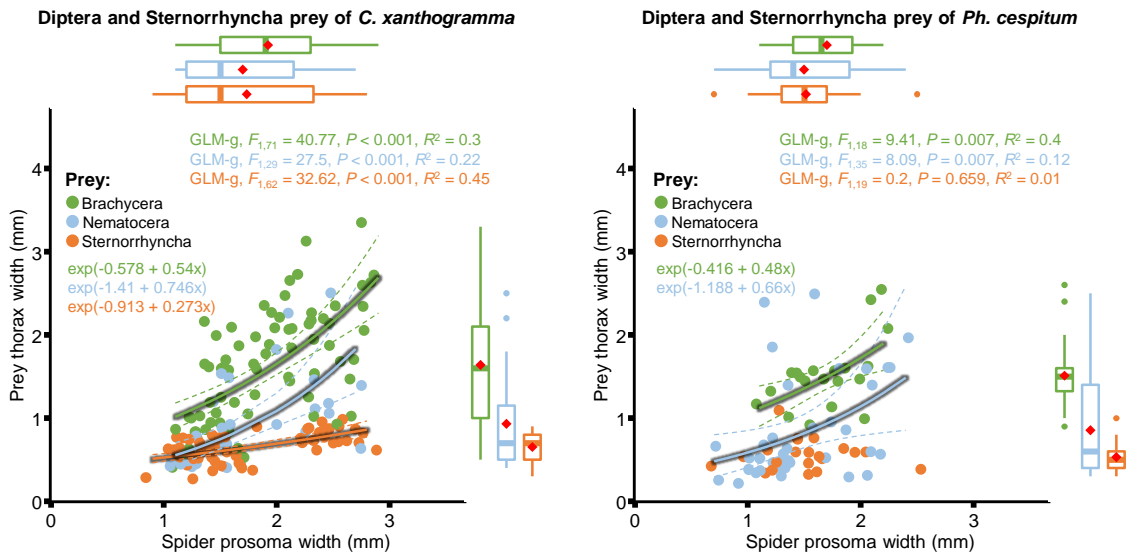 Diptera and Sternorrhyncha prey of C. xanthogramma
GLM-g, F1,71 = 40.77, P < 0.001, R2 = 0.3
GLM-g, F1,29 = 27.5, P < 0.001, R2 = 0.22
GLM-g, F1,62 = 32.62, P < 0.001, R2 = 0.45
Prey:
Brachycera
Nematocera
Sternorrhyncha
exp(-0.578 + 0.54x)
exp(-1.41 + 0.746x)
exp(-0.913 + 0.273x)
Prey thorax width (mm)
4
3
2
1
0
0 1 2 3
Spider prosoma width (mm)
Diptera and Sternorrhyncha prey of Ph. cespitum
GLM-g, F1,18 = 9.41, P = 0.007, R2 = 0.4
GLM-g, F1,35 = 8.09, P = 0.007, R2 = 0.12
GLM-g, F1,19 = 0.2, P = 0.659, R2 = 0.01
Prey:
Brachycera
Nematocera
Sternorrhyncha
exp(-0.416 + 0.48x)
exp(-1.188 + 0.66x)
Prey thorax width (mm)
4
3
2
1
0
0 1 2 3
Spider prosoma width (mm)